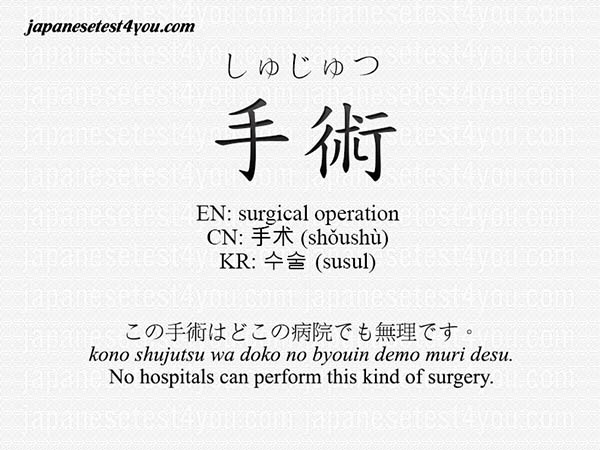 japanesetest4you.com
しゅじゅつ
手術
EN: surgical operation
CN: 手术 (shǒushù)
KR: 수술 (susul)
この手術はどこの病院でも無理です。
kono shujutsu wa doko no byouin demo muri desu.
No hospitals can perform this kind of surgery.